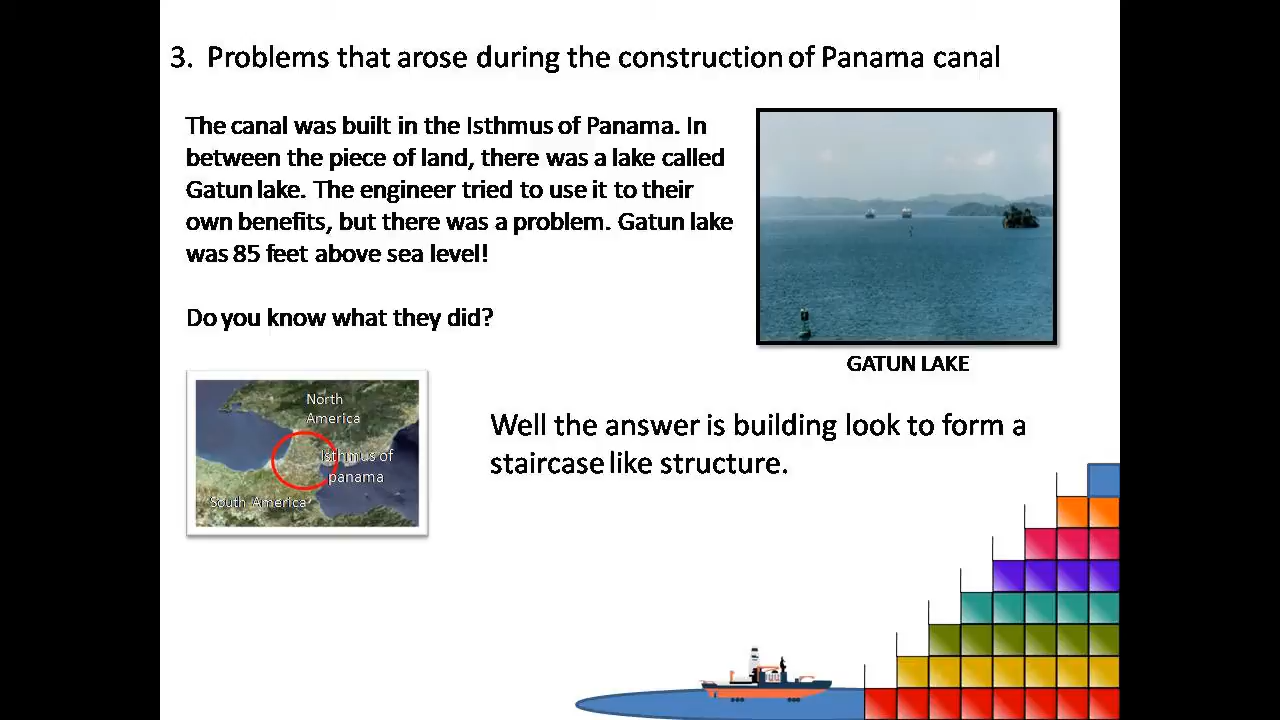 3. Problems that arose during the construction of Panama canal
The canal was built in the Isthmus of Panama. In
between the piece of land, there was a lake called
Gatun lake. The engineer tried to use it to their
own benefits, but there was a problem. Gatun lake
was 85 feet above sea level!
Do you know what they did?
GATUN LAKE
North
America
Isthmus of
panama
South America
Well the answer is building look to form a
staircase like structure.